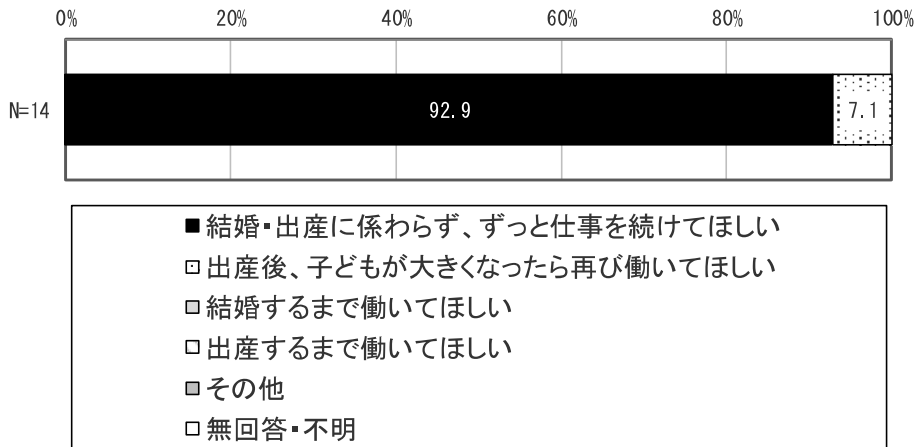 0% 20% 40% 60% 80% 100%
N=14 92.9 7.1
結婚・出産に係わらず、ずっと仕事を続けてほしい
出産後、子どもが大きくなったら再び働いてほしい
結婚するまで働いてほしい
出産するまで働いてほしい
その他
無回答・不明